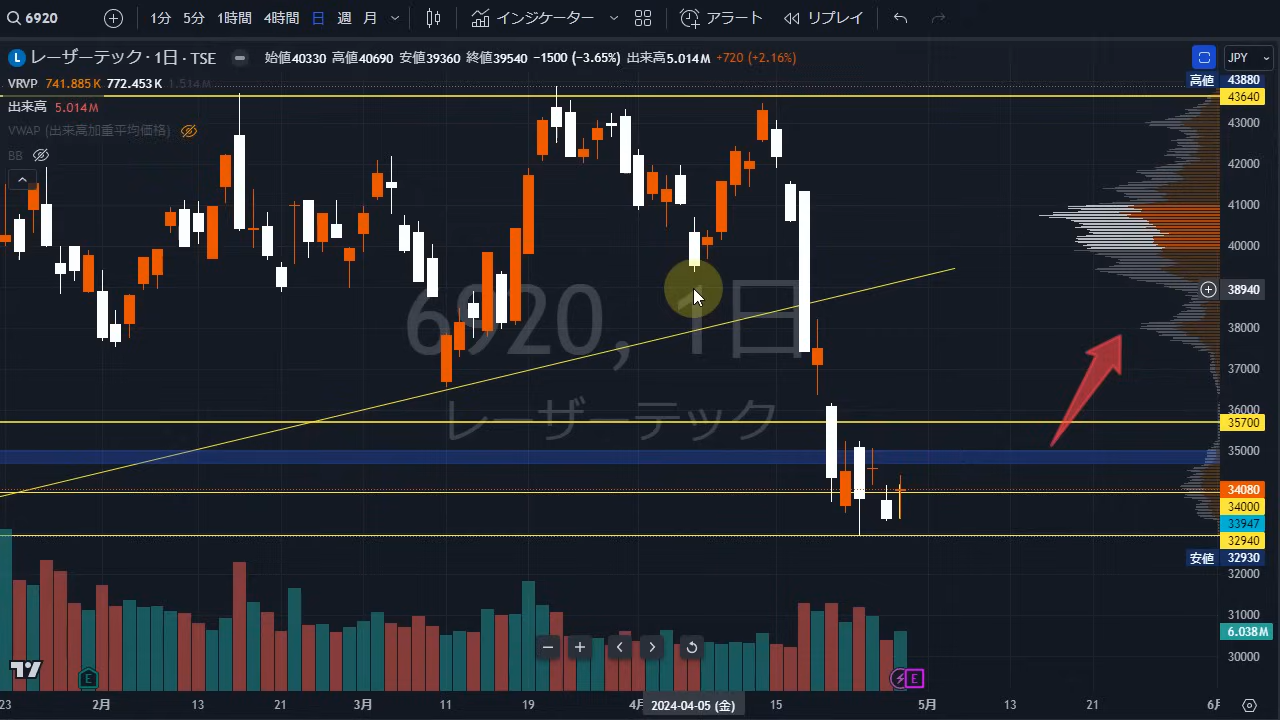 6920 1分 5分 1時間 4時間 日 週 月 インジケーター アラート リプレイ
L レーザーテック · 1日 · TSE 始値40330 高値40690 安値39360 終値39540 −1500 (−3.65%) 出来高5.014M +720 (+2.16%) JPY
VRVP 741.885K 772.453K 1.514M
出来高 5.014M
VWAP (出来高加重平均価格)
BB
高値 43880
43640
43000
42000
41000
40000
38940
38000
37000
36000
35700
35000
34080
34000
33947
32940
安値 32930
32000
31000
6.038M
30000
6920, 1日
レーザーテック
E E
23 2月 13 21 3月 11 19 4月 2024-04-05 (金) 15 5月 13 21 6月